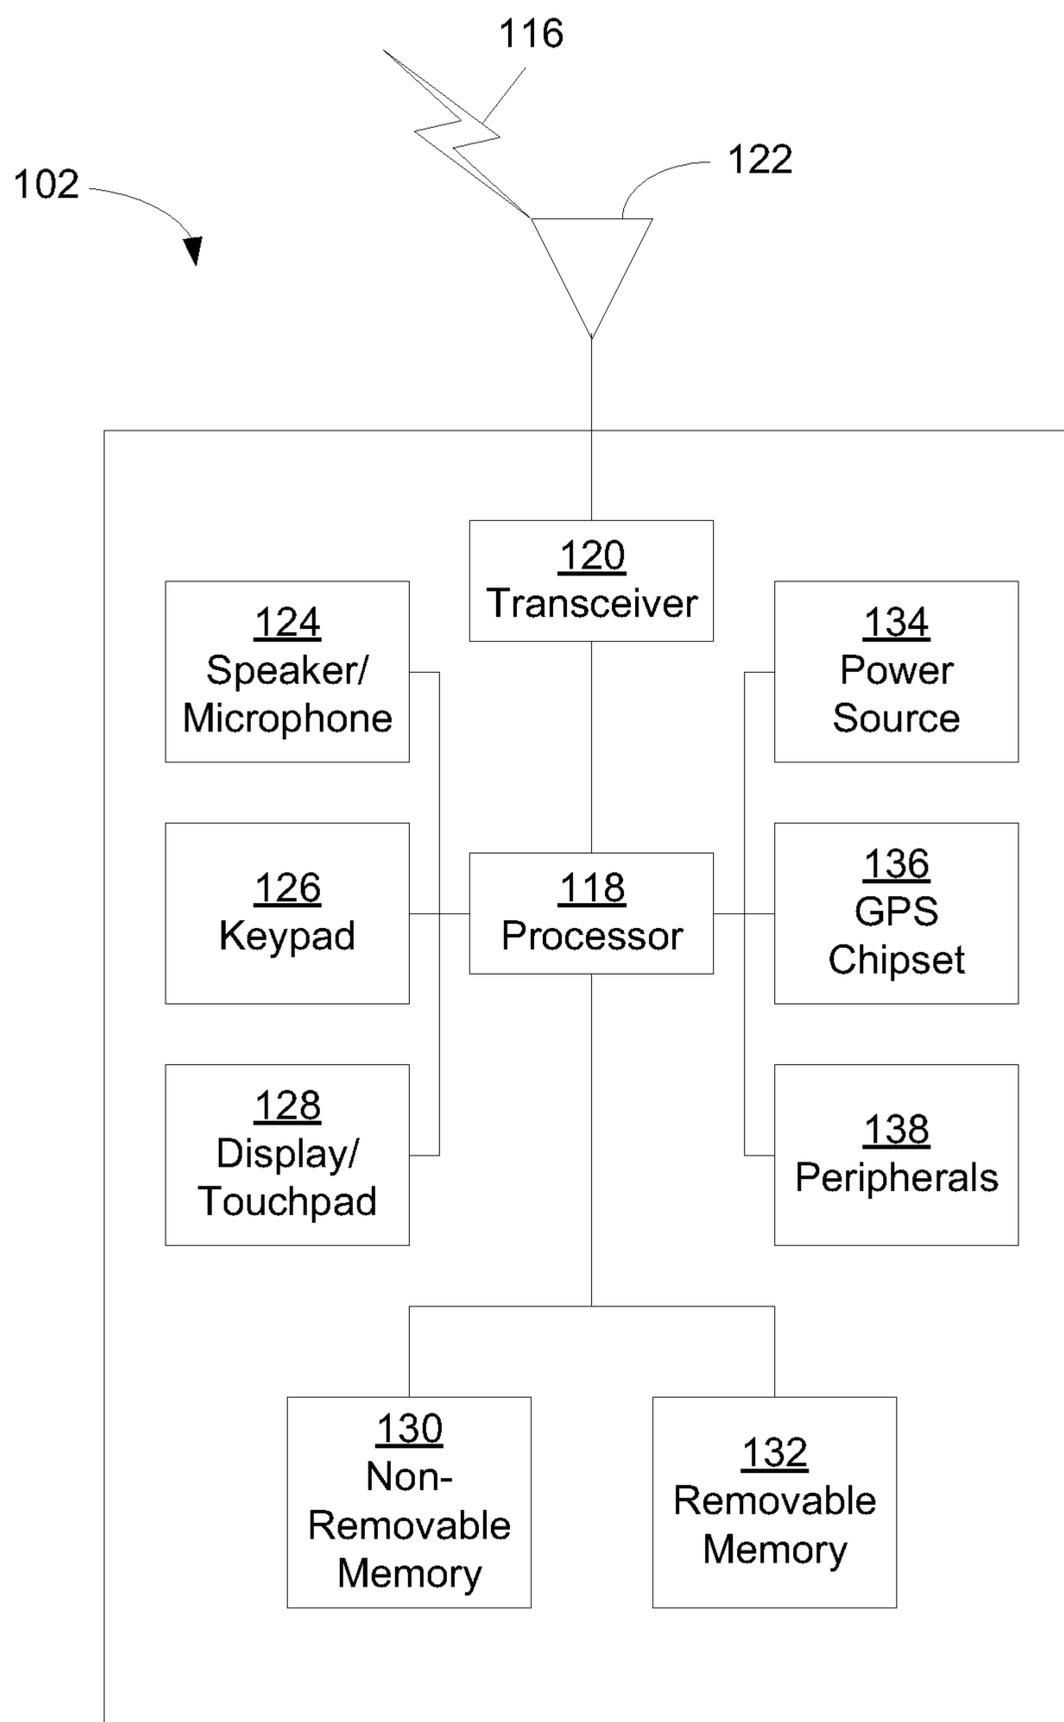 116
122
102
120
Transceiver
124
Speaker/
Microphone
134
Power
Source
126
Keypad
118
Processor
136
GPS
Chipset
128
Display/
Touchpad
138
Peripherals
130
Non-
Removable
Memory
132
Removable
Memory